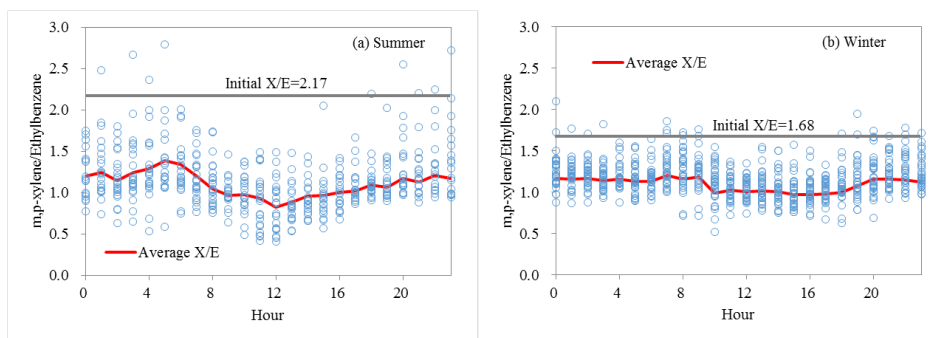 (a) Summer
Initial X/E=2.17
Average X/E
m,p-xylene/Ethylbenzene
3.0
2.5
2.0
1.5
1.0
0.5
0.0
0 4 8 12 16 20
Hour
(b) Winter
Average X/E
Initial X/E=1.68
m,p-xylene/Ethylbenzene
3.0
2.5
2.0
1.5
1.0
0.5
0.0
0 4 8 12 16 20
Hour